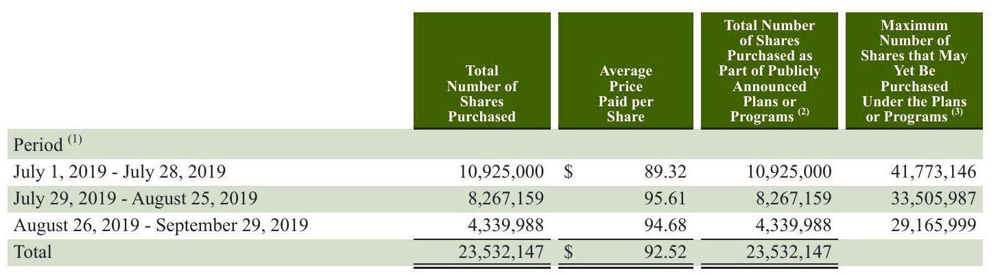 Total
Number of
Shares
Purchased
Average
Price
Paid per
Share
Total Number
of Shares
Purchased as
Part of Publicly
Announced
Plans or
Programs (2)
Maximum
Number of
Shares that May
Yet Be
Purchased
Under the Plans
or Programs (3)
Period (1)
July 1, 2019 - July 28, 2019 10,925,000 $ 89.32 10,925,000 41,773,146
July 29, 2019 - August 25, 2019 8,267,159 95.61 8,267,159 33,505,987
August 26, 2019 - September 29, 2019 4,339,988 94.68 4,339,988 29,165,999
Total 23,532,147 $ 92.52 23,532,147